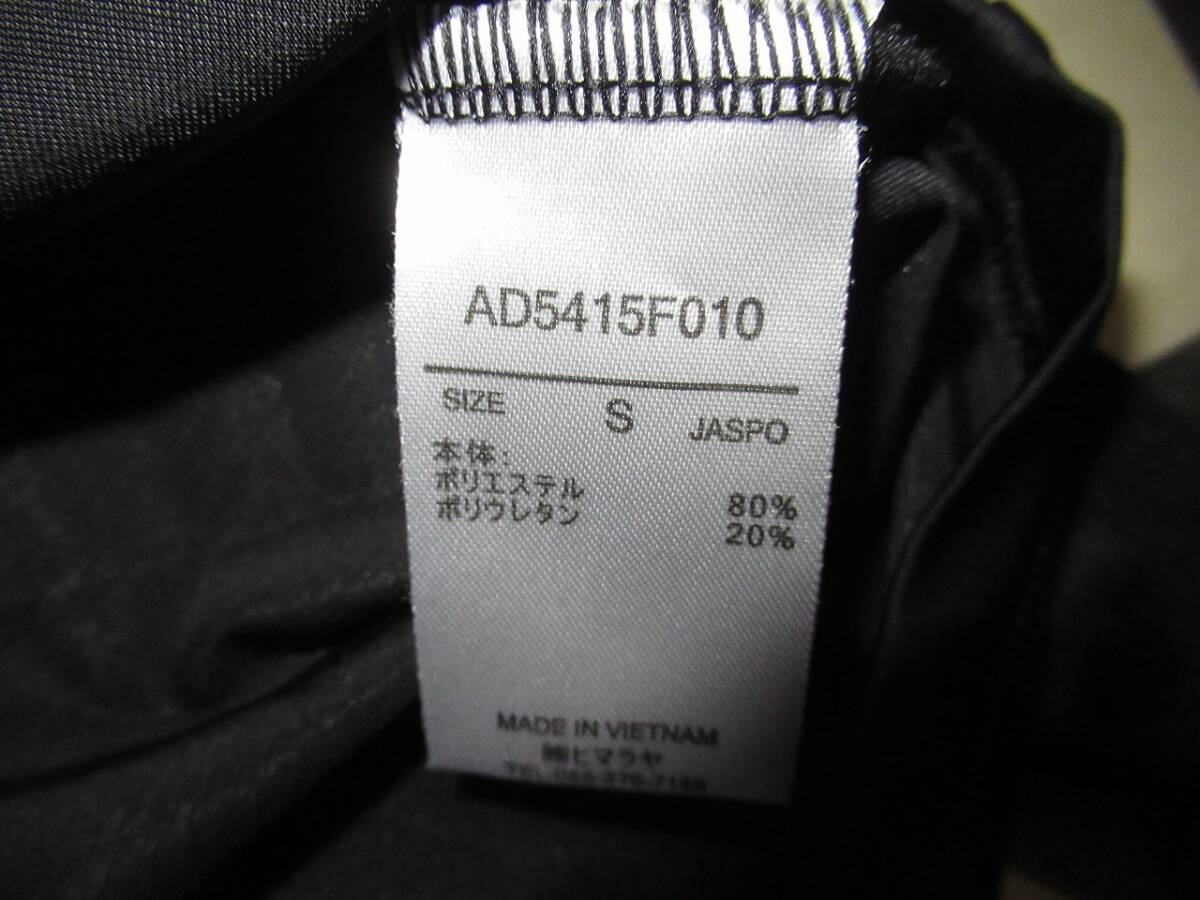 AD5415F010
SIZE S JASPO
本体:
ポリエステル 80%
ポリウレタン 20%
MADE IN VIETNAM
㈱ヒマラヤ
TEL